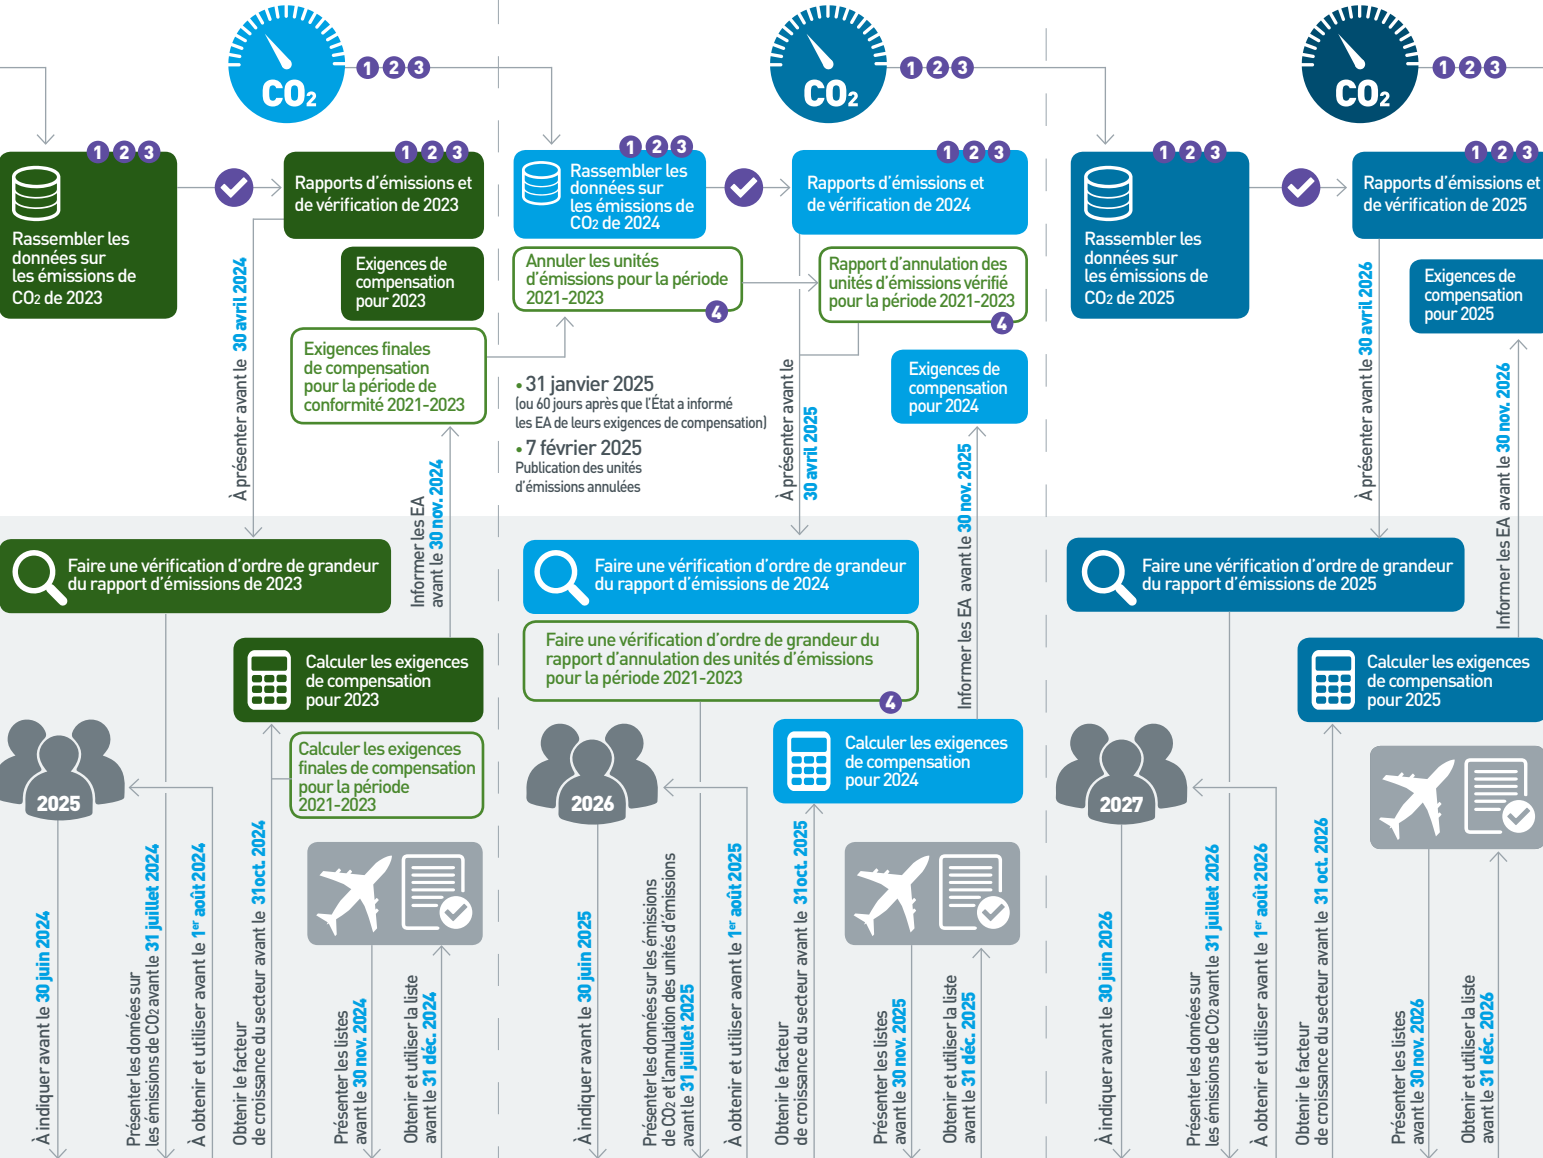 CO2
1 2 3
1 2 3
Rassembler les
données sur
les émissions de
CO2 de 2023
1 2 3
Rapports d'émissions et
de vérification de 2023
Exigences de
compensation
pour 2023
Exigences finales
de compensation
pour la période de
conformité 2021-2023
À présenter avant le 30 avril 2024
Informer les EA
avant le 30 nov. 2024
Faire une vérification d'ordre de grandeur
du rapport d'émissions de 2023
Calculer les exigences
de compensation
pour 2023
Calculer les exigences
finales de compensation
pour la période
2021-2023
2025
À indiquer avant le 30 juin 2024
Présenter les données sur
les émissions de CO2 avant le 31 juillet 2024
À obtenir et utiliser avant le 1er août 2024
Obtenir le facteur
de croissance du secteur avant le 31oct. 2024
Présenter les listes
avant le 30 nov. 2024
Obtenir et utiliser la liste
avant le 31 déc. 2024
CO2
1 2 3
1 2 3
Rassembler les
données sur
les émissions de
CO2 de 2024
1 2 3
Rapports d'émissions et
de vérification de 2024
Annuler les unités
d'émissions pour la période
2021-2023
4
Rapport d'annulation des
unités d'émissions vérifié
pour la période 2021-2023
4
• 31 janvier 2025
(ou 60 jours après que l'État a informé
les EA de leurs exigences de compensation)
• 7 février 2025
Publication des unités
d'émissions annulées
À présenter avant le
30 avril 2025
Exigences de
compensation
pour 2024
Informer les EA avant le 30 nov. 2025
Faire une vérification d'ordre de grandeur
du rapport d'émissions de 2024
Faire une vérification d'ordre de grandeur du
rapport d'annulation des unités d'émissions
pour la période 2021-2023
4
Calculer les exigences
de compensation
pour 2024
2026
À indiquer avant le 30 juin 2025
Présenter les données sur les émissions
de CO2 et l'annulation des unités d'émissions
avant le 31 juillet 2025
À obtenir et utiliser avant le 1er août 2025
Obtenir le facteur
de croissance du secteur avant le 31oct. 2025
Présenter les listes
avant le 30 nov. 2025
Obtenir et utiliser la liste
avant le 31 déc. 2025
CO2
1 2 3
1 2 3
Rassembler les
données sur
les émissions de
CO2 de 2025
1 2 3
Rapports d'émissions et
de vérification de 2025
Exigences de
compensation
pour 2025
À présenter avant le 30 avril 2026
Informer les EA avant le 30 nov. 2026
Faire une vérification d'ordre de grandeur
du rapport d'émissions de 2025
Calculer les exigences
de compensation
pour 2025
2027
À indiquer avant le 30 juin 2026
Présenter les données sur
les émissions de CO2 avant le 31 juillet 2026
À obtenir et utiliser avant le 1er août 2026
Obtenir le facteur
de croissance du secteur avant le 31 oct. 2026
Présenter les listes
avant le 30 nov. 2026
Obtenir et utiliser la liste
avant le 31 déc. 2026